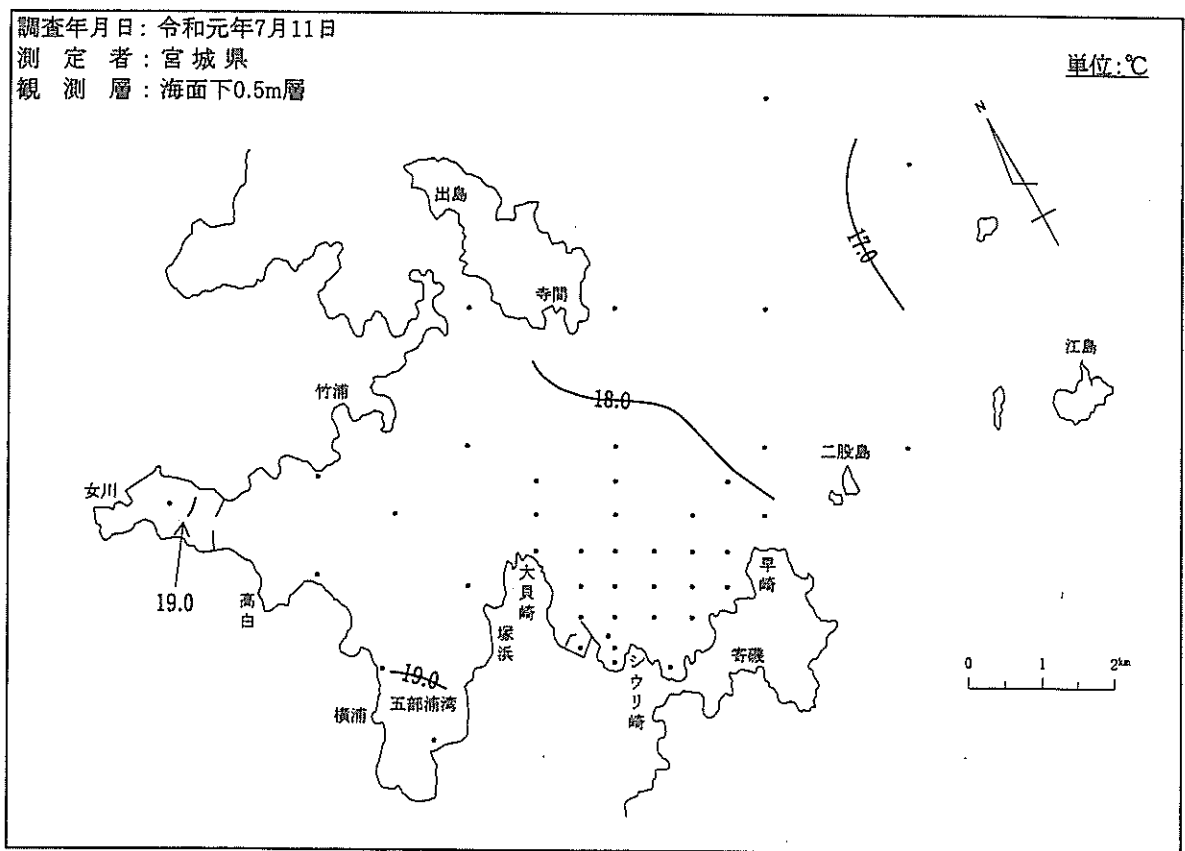 調査年月日：令和元年7月11日
測定者：宮城県
観測層：海面下0.5m層
単位:℃
N
出島
17.0
寺間
江島
竹浦
18.0
二股島
女川
早崎
大貝崎
19.0
高白
塚浜
寄磯
シウリ崎
0 1 2km
19.0
五部浦湾
横浦